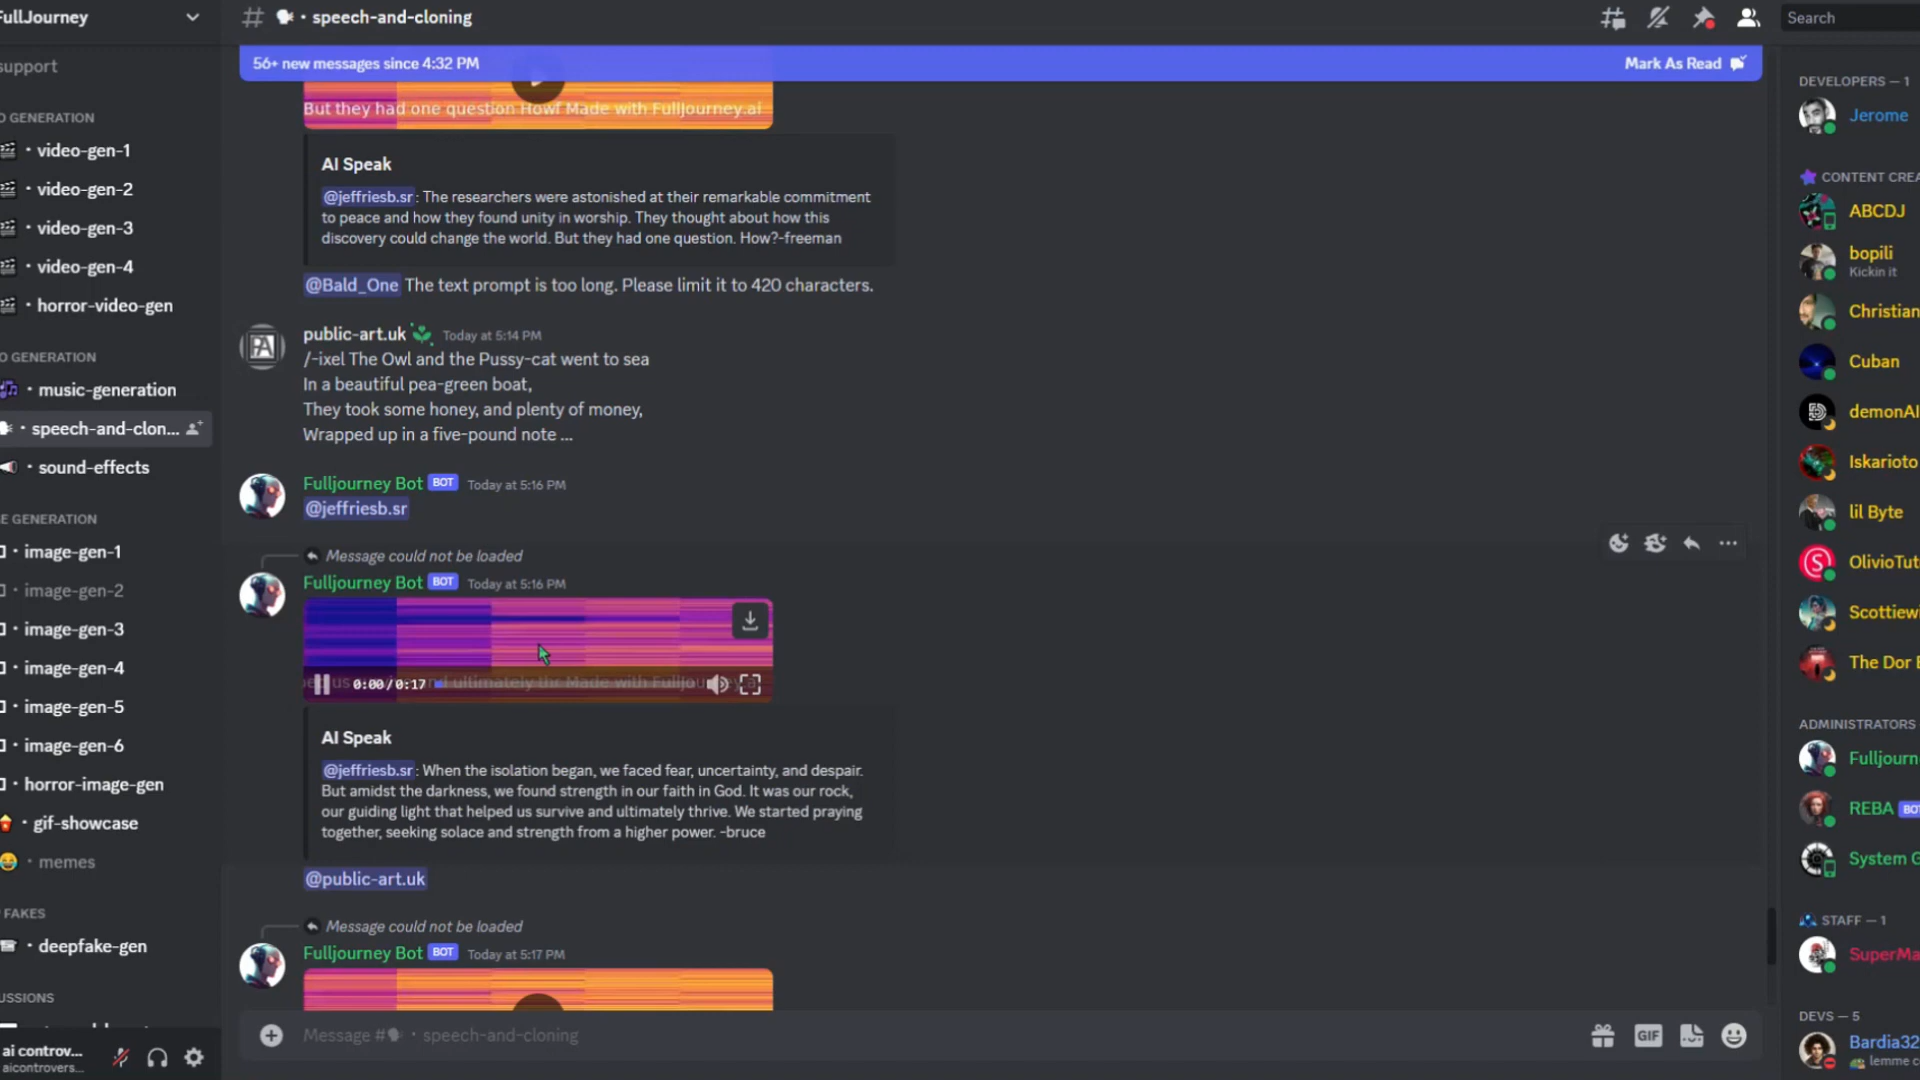 FullJourney
support
O GENERATION
video-gen-1
video-gen-2
video-gen-3
video-gen-4
horror-video-gen
O GENERATION
music-generation
speech-and-clon...
sound-effects
E GENERATION
image-gen-1
image-gen-2
image-gen-3
image-gen-4
image-gen-5
image-gen-6
horror-image-gen
gif-showcase
memes
FAKES
deepfake-gen
USSIONS
ai controv...
aicontrovers...
# speech-and-cloning
Search
56+ new messages since 4:32 PM
Mark As Read
But they had one question Howf Made with FullJourney.ai
AI Speak
@jeffriesb.sr: The researchers were astonished at their remarkable commitment
to peace and how they found unity in worship. They thought about how this
discovery could change the world. But they had one question. How?-freeman
@Bald_One The text prompt is too long. Please limit it to 420 characters.
public-art.uk Today at 5:14 PM
/-ixel The Owl and the Pussy-cat went to sea
In a beautiful pea-green boat,
They took some honey, and plenty of money,
Wrapped up in a five-pound note ...
Fulljourney Bot BOT Today at 5:16 PM
@jeffriesb.sr
Message could not be loaded
Fulljourney Bot BOT Today at 5:16 PM
0:00/0:17
ultimately thr Made with Fulljou
AI Speak
@jeffriesb.sr: When the isolation began, we faced fear, uncertainty, and despair.
But amidst the darkness, we found strength in our faith in God. It was our rock,
our guiding light that helped us survive and ultimately thrive. We started praying
together, seeking solace and strength from a higher power. -bruce
@public-art.uk
Message could not be loaded
Fulljourney Bot BOT Today at 5:17 PM
Message # speech-and-cloning
GIF
DEVELOPERS — 1
Jerome
CONTENT CREA
ABCDJ
bopili
Kickin it
Christian
Cuban
demonAI
Iskarioto
lil Byte
OlivioTut
Scottiewi
The Dor B
ADMINISTRATORS
Fulljourn
REBA BOT
System G
STAFF — 1
SuperMa
DEVS — 5
Bardia32
lemme c